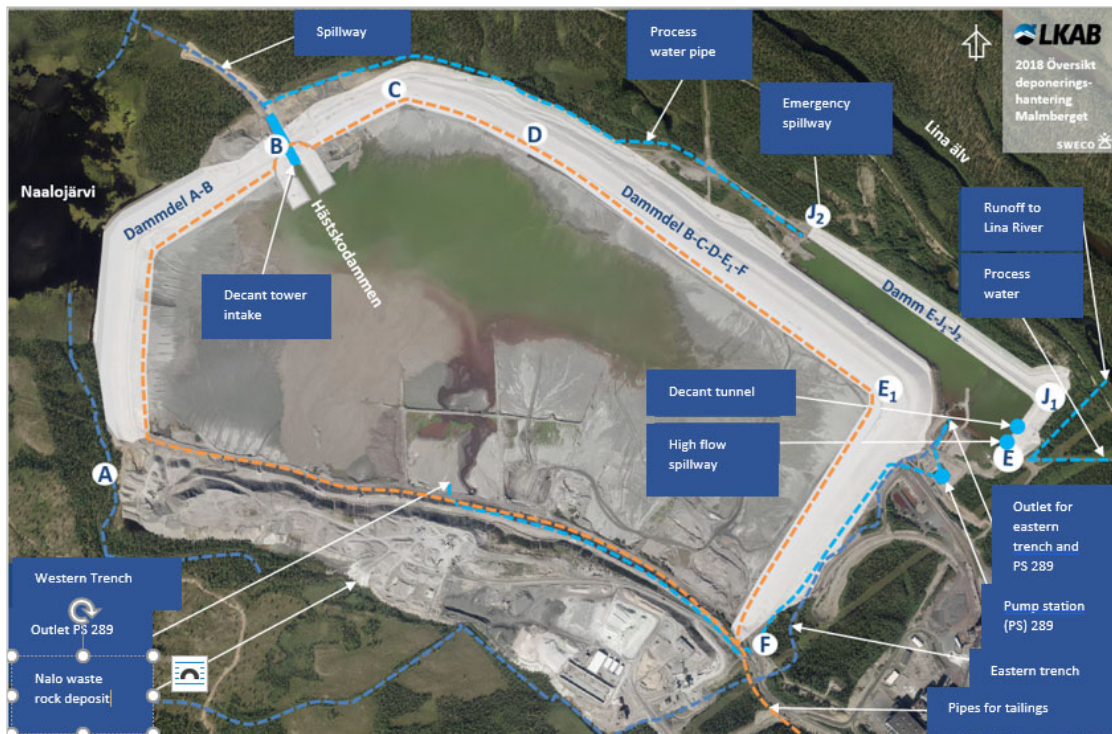 Spillway
Process
water pipe
Emergency
spillway
LKAB
2018 Översikt
deponerings-
hantering
Malmberget
SWECO
C
D
B
Lina älv
J2
Naalojärvi
Dammdel A-B
Hästskodammen
Dammdel B-C-D-E1-F
Damm E-J1-J2
Runoff to
Lina River
Process
water
Decant tower
intake
Decant tunnel
E1
J1
High flow
spillway
E
A
Outlet for
eastern
trench and
PS 289
Western Trench
Outlet PS 289
Pump station
(PS) 289
F
Nalo waste
rock deposit
Eastern trench
Pipes for tailings